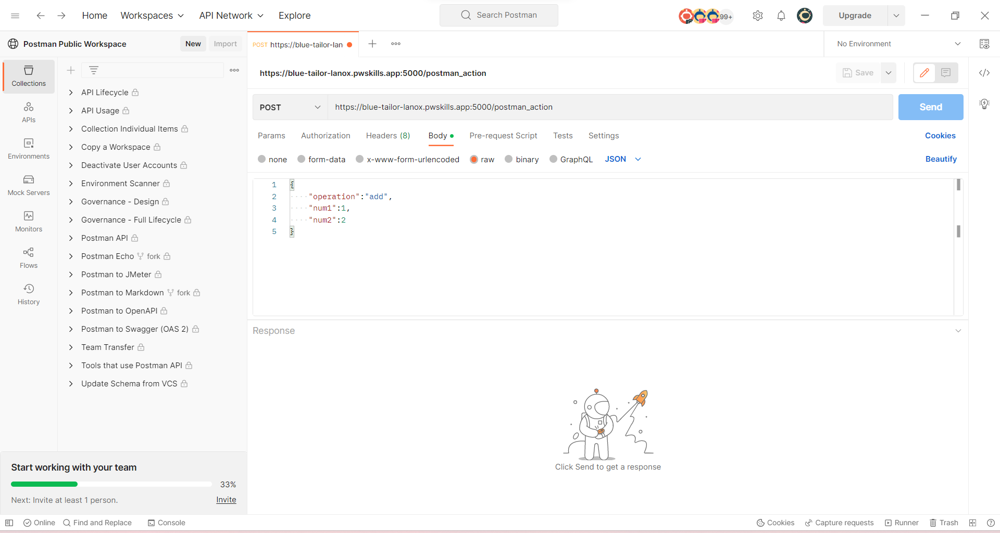 Home
Workspaces
API Network
Explore
Search Postman
99+
Upgrade
Postman Public Workspace
New
Import
POST https://blue-tailor-lan
No Environment
Collections
APIs
Environments
Mock Servers
Monitors
Flows
History
API Lifecycle
API Usage
Collection Individual Items
Copy a Workspace
Deactivate User Accounts
Environment Scanner
Governance - Design
Governance - Full Lifecycle
Postman API
Postman Echo fork
Postman to JMeter
Postman to Markdown fork
Postman to OpenAPI
Postman to Swagger (OAS 2)
Team Transfer
Tools that use Postman API
Update Schema from VCS
Start working with your team
33%
Next: Invite at least 1 person.
Invite
https://blue-tailor-lanox.pwskills.app:5000/postman_action
Save
POST
https://blue-tailor-lanox.pwskills.app:5000/postman_action
Send
Params
Authorization
Headers (8)
Body
Pre-request Script
Tests
Settings
Cookies
none
form-data
x-www-form-urlencoded
raw
binary
GraphQL
JSON
Beautify
1 {
2 "operation":"add",
3 "num1":1,
4 "num2":2
5 }
Response
Click Send to get a response
Online
Find and Replace
Console
Cookies
Capture requests
Runner
Trash